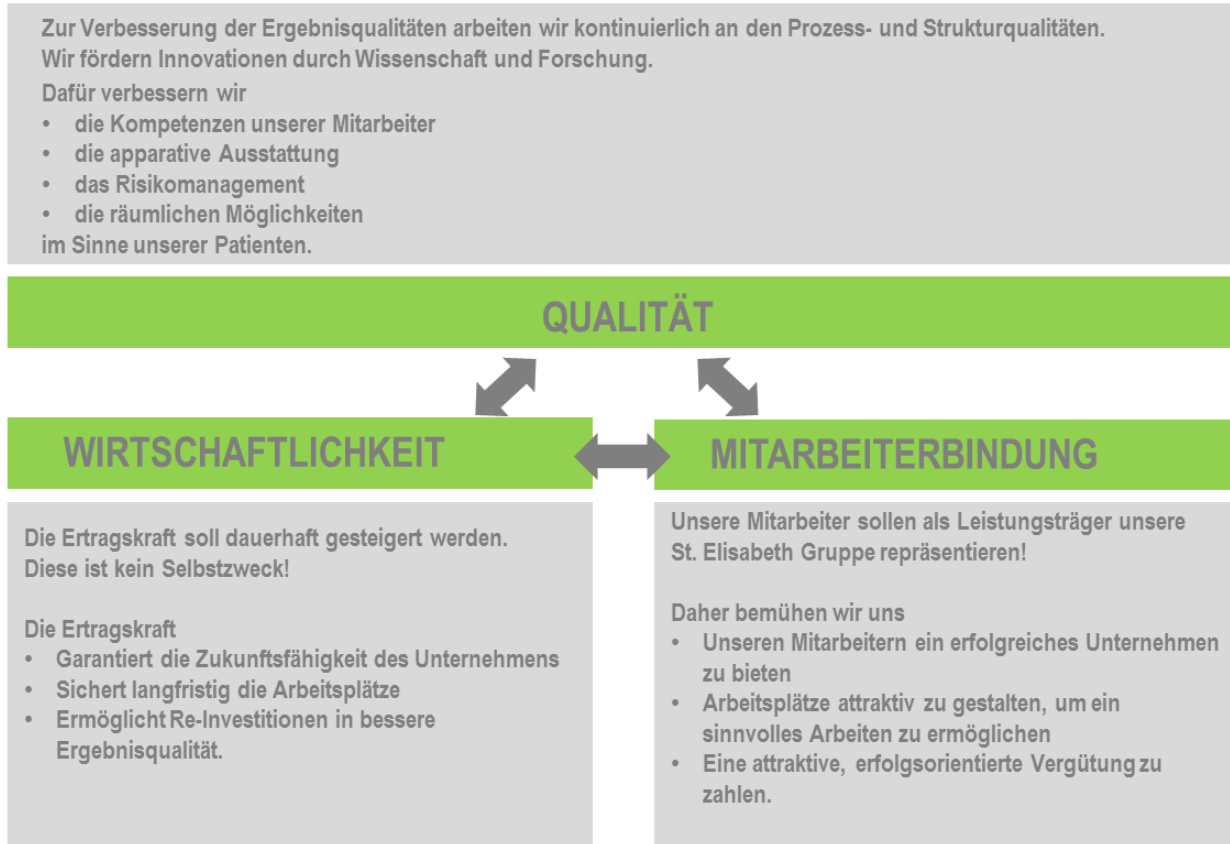 Zur Verbesserung der Ergebnisqualitäten arbeiten wir kontinuierlich an den Prozess- und Strukturqualitäten.
Wir fördern Innovationen durch Wissenschaft und Forschung.
Dafür verbessern wir
• die Kompetenzen unserer Mitarbeiter
• die apparative Ausstattung
• das Risikomanagement
• die räumlichen Möglichkeiten
im Sinne unserer Patienten.
QUALITÄT
WIRTSCHAFTLICHKEIT
Die Ertragskraft soll dauerhaft gesteigert werden.
Diese ist kein Selbstzweck!
Die Ertragskraft
• Garantiert die Zukunftsfähigkeit des Unternehmens
• Sichert langfristig die Arbeitsplätze
• Ermöglicht Re-Investitionen in bessere
Ergebnisqualität.
MITARBEITERBINDUNG
Unsere Mitarbeiter sollen als Leistungsträger unsere
St. Elisabeth Gruppe repräsentieren!
Daher bemühen wir uns
• Unseren Mitarbeitern ein erfolgreiches Unternehmen
zu bieten
• Arbeitsplätze attraktiv zu gestalten, um ein
sinnvolles Arbeiten zu ermöglichen
• Eine attraktive, erfolgsorientierte Vergütung zu
zahlen.